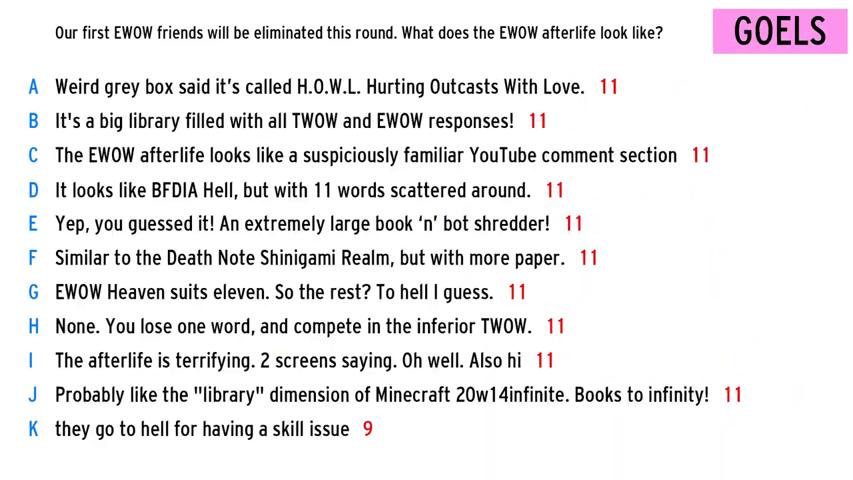 Our first EWOW friends will be eliminated this round. What does the EWOW afterlife look like?
GOELS
A Weird grey box said it’s called H.O.W.L. Hurting Outcasts With Love. 11
B It's a big library filled with all TWOW and EWOW responses! 11
C The EWOW afterlife looks like a suspiciously familiar YouTube comment section 11
D It looks like BFDIA Hell, but with 11 words scattered around. 11
E Yep, you guessed it! An extremely large book ‘n’ bot shredder! 11
F Similar to the Death Note Shinigami Realm, but with more paper. 11
G EWOW Heaven suits eleven. So the rest? To hell I guess. 11
H None. You lose one word, and compete in the inferior TWOW. 11
I The afterlife is terrifying. 2 screens saying. Oh well. Also hi 11
J Probably like the "library" dimension of Minecraft 20w14infinite. Books to infinity! 11
K they go to hell for having a skill issue 9